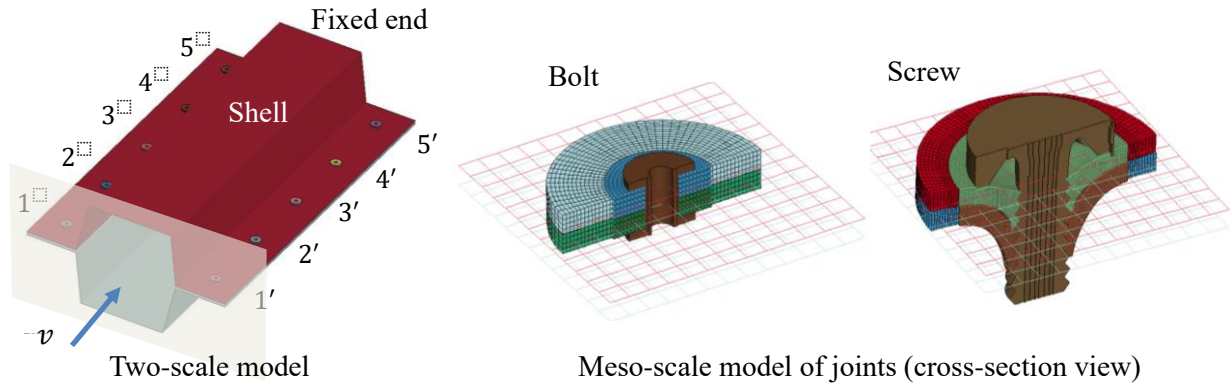 Fixed end
5□
4□
3□
2□
1□
Shell
5′
4′
3′
2′
1′
v
Two-scale model
Bolt
Screw
Meso-scale model of joints (cross-section view)